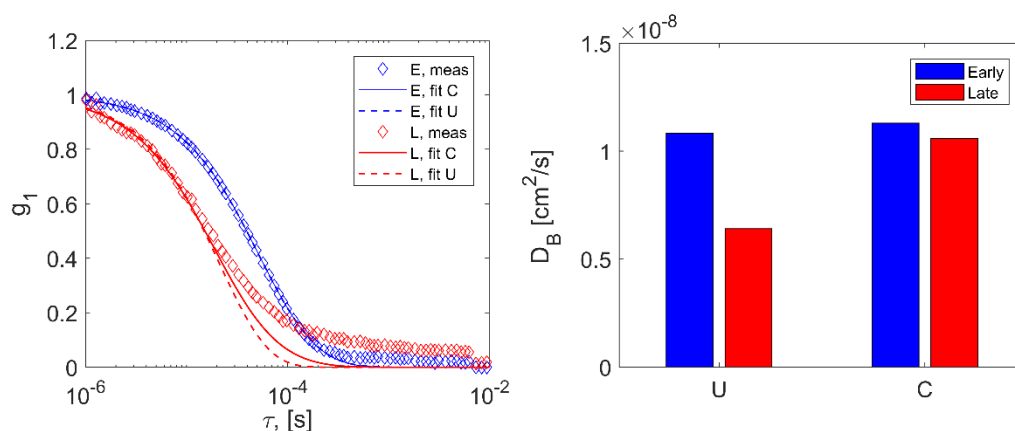 1.2
1
0.8
0.6
0.4
0.2
0
g1
10-6
10-4
10-2
τ, [s]
E, meas
E, fit C
E, fit U
L, meas
L, fit C
L, fit U
×10-8
1.5
1
0.5
0
DB [cm2/s]
U
C
Early
Late